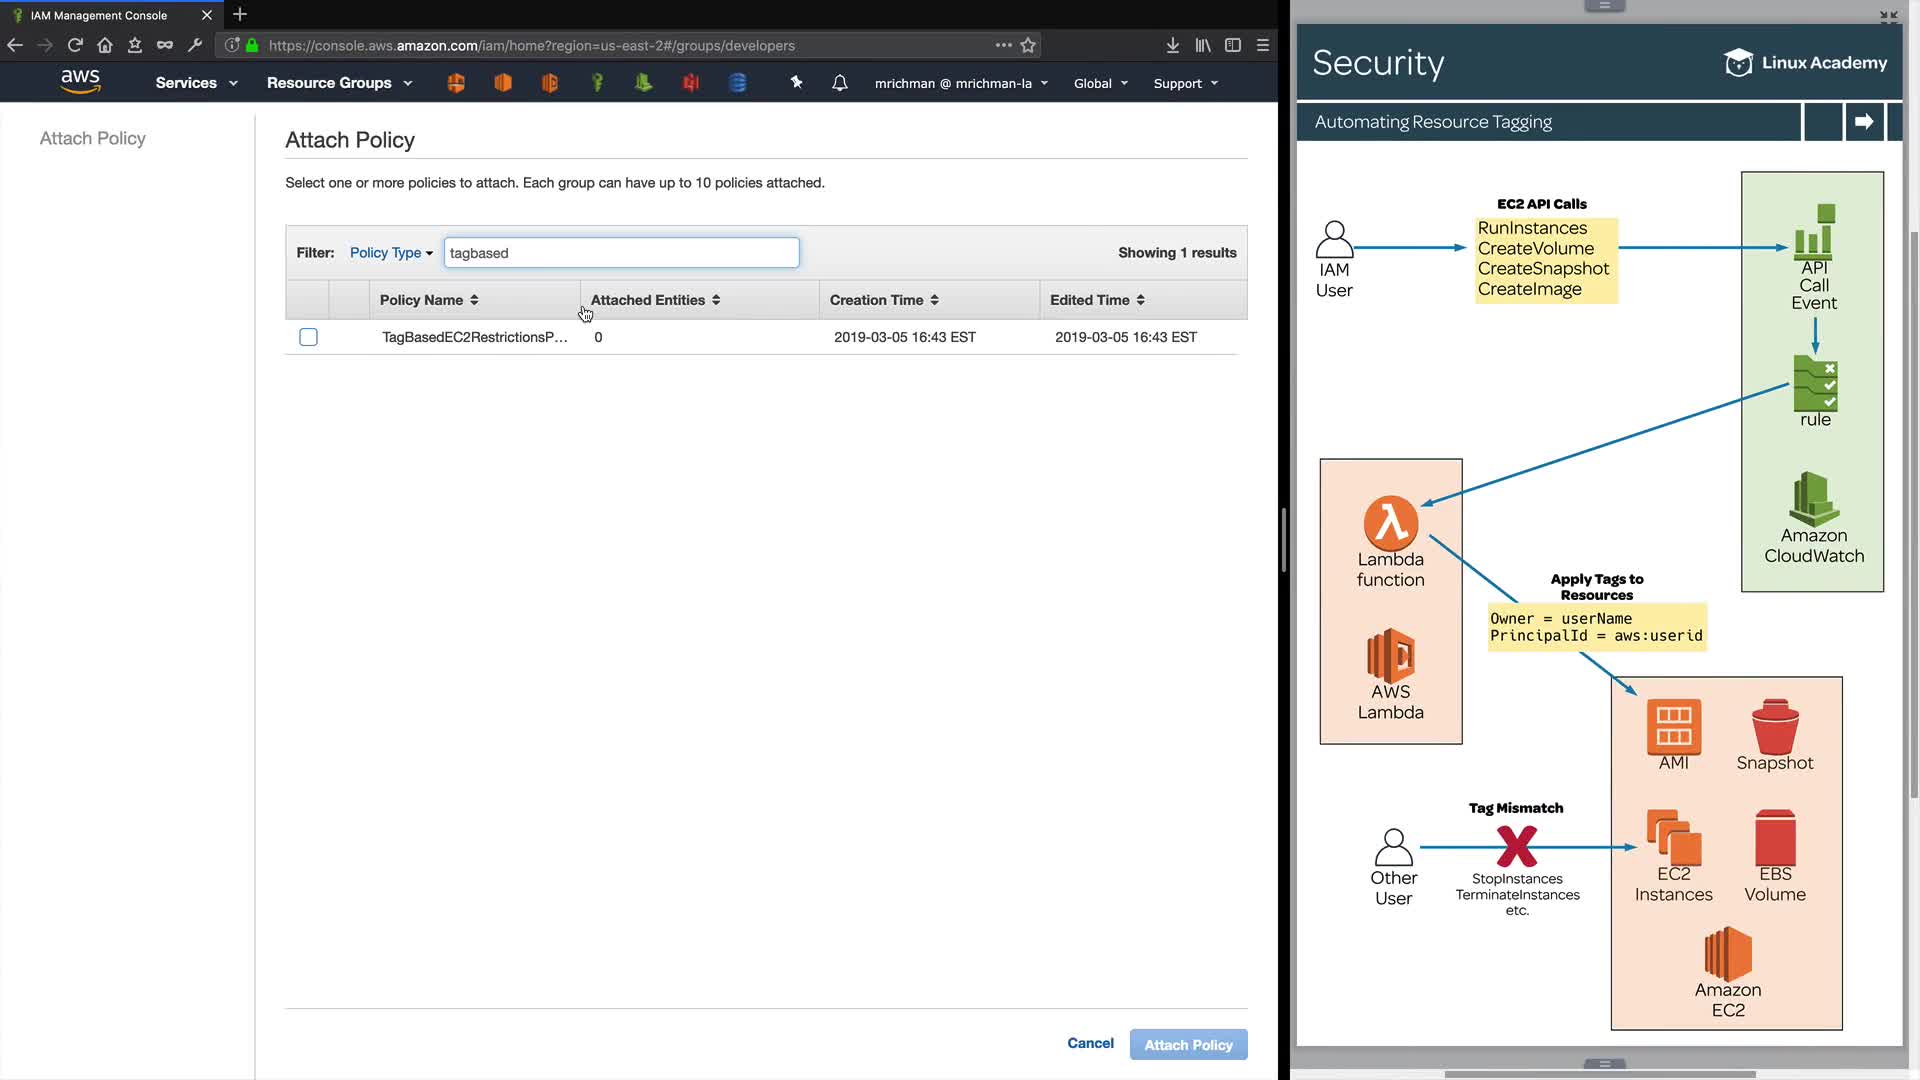 IAM Management Console
https://console.aws.amazon.com/iam/home?region=us-east-2#/groups/developers
aws
Services
Resource Groups
mrichman @ mrichman-la
Global
Support
Attach Policy
Attach Policy
Select one or more policies to attach. Each group can have up to 10 policies attached.
Filter: Policy Type
tagbased
Showing 1 results
Policy Name
Attached Entities
Creation Time
Edited Time
TagBasedEC2RestrictionsP...
0
2019-03-05 16:43 EST
2019-03-05 16:43 EST
Cancel
Attach Policy
Security
Linux Academy
Automating Resource Tagging
IAM
User
EC2 API Calls
RunInstances
CreateVolume
CreateSnapshot
CreateImage
API
Call
Event
rule
Amazon
CloudWatch
Lambda
function
AWS
Lambda
Apply Tags to
Resources
Owner = userName
PrincipalId = aws:userid
AMI
Snapshot
Tag Mismatch
Other
User
StopInstances
TerminateInstances
etc.
EC2
Instances
EBS
Volume
Amazon
EC2